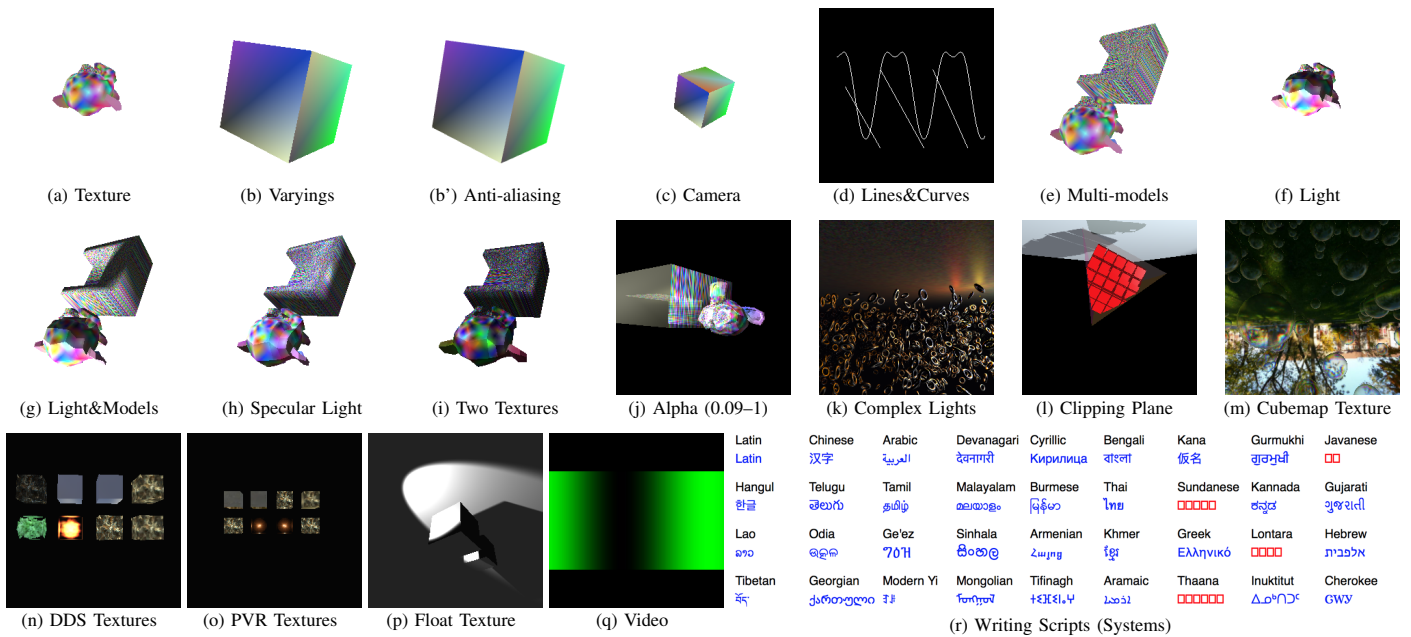 (a) Texture
(b) Varyings
(b') Anti-aliasing
(c) Camera
(d) Lines&Curves
(e) Multi-models
(f) Light
(g) Light&Models
(h) Specular Light
(i) Two Textures
(j) Alpha (0.09–1)
(k) Complex Lights
(l) Clipping Plane
(m) Cubemap Texture
Latin Chinese Arabic Devanagari Cyrillic Bengali Kana Gurmukhi Javanese
Latin 汉字 العربية देवनागरी Кирилица বাংলা 仮名 ਗੁਰਮੁਖੀ
Hangul Telugu Tamil Malayalam Burmese Thai Sundanese Kannada Gujarati
한글 తెలుగు தமிழ் മലയാളം မြန်မာ ไทย ಕನ್ನಡ ગુજરાતી
Lao Odia Ge'ez Sinhala Armenian Khmer Greek Lontara Hebrew
ລາວ ଉତ୍କଳ ግዕዝ සිංහල Հայոց ខ្មែរ Ελληνικό אלפבית
Tibetan Georgian Modern Yi Mongolian Tifinagh Aramaic Thaana Inuktitut Cherokee
བོད་ ქართული ᐃᓄᒃᑎᑐᑦ ᏣᎳᎩ
(n) DDS Textures
(o) PVR Textures
(p) Float Texture
(q) Video
(r) Writing Scripts (Systems)